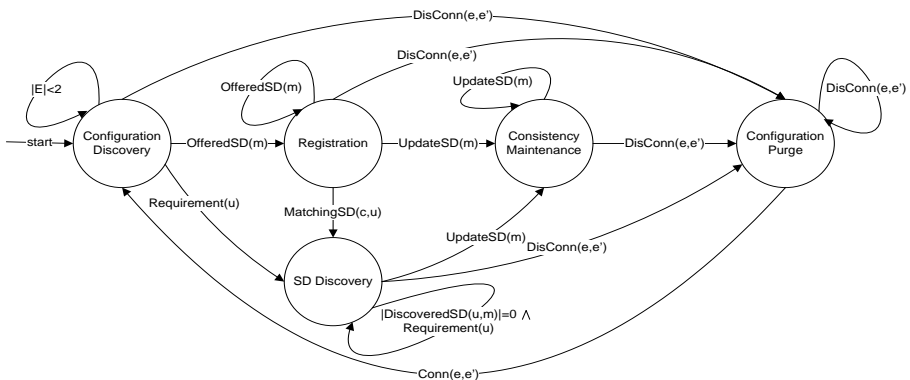 DisConn(e,e')
DisConn(e,e')
|E|<2
OfferedSD(m)
UpdateSD(m)
DisConn(e,e')
start
Configuration
Discovery
OfferedSD(m)
Registration
UpdateSD(m)
Consistency
Maintenance
DisConn(e,e')
Configuration
Purge
Requirement(u)
MatchingSD(c,u)
UpdateSD(m)
DisConn(e,e')
SD Discovery
|DiscoveredSD(u,m)|=0 ∧
Requirement(u)
Conn(e,e')